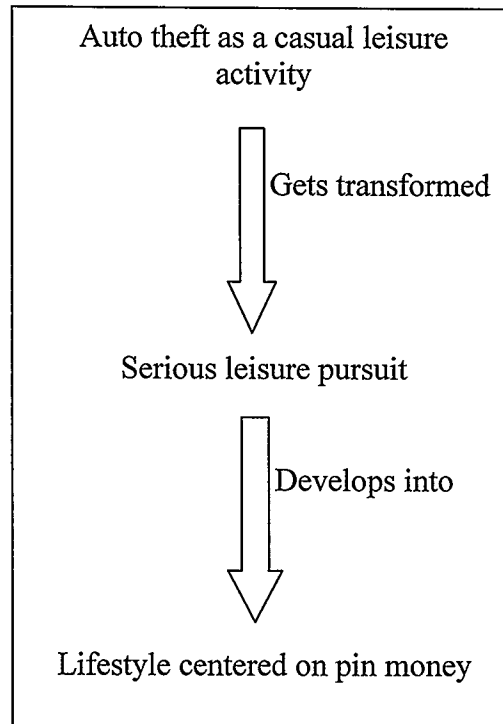 Auto theft as a casual leisure
activity
Gets transformed
Serious leisure pursuit
Develops into
Lifestyle centered on pin money